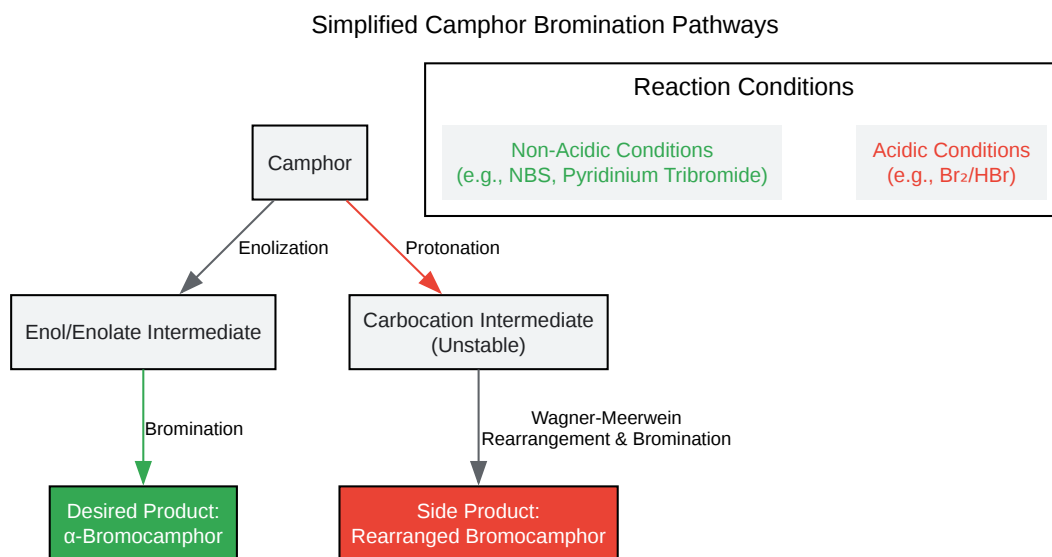 Simplified Camphor Bromination Pathways
Reaction Conditions
Non-Acidic Conditions
(e.g., NBS, Pyridinium Tribromide)
Acidic Conditions
(e.g., Br₂/HBr)
Camphor
Enolization
Protonation
Enol/Enolate Intermediate
Carbocation Intermediate
(Unstable)
Bromination
Wagner-Meerwein
Rearrangement & Bromination
Desired Product:
α-Bromocamphor
Side Product:
Rearranged Bromocamphor